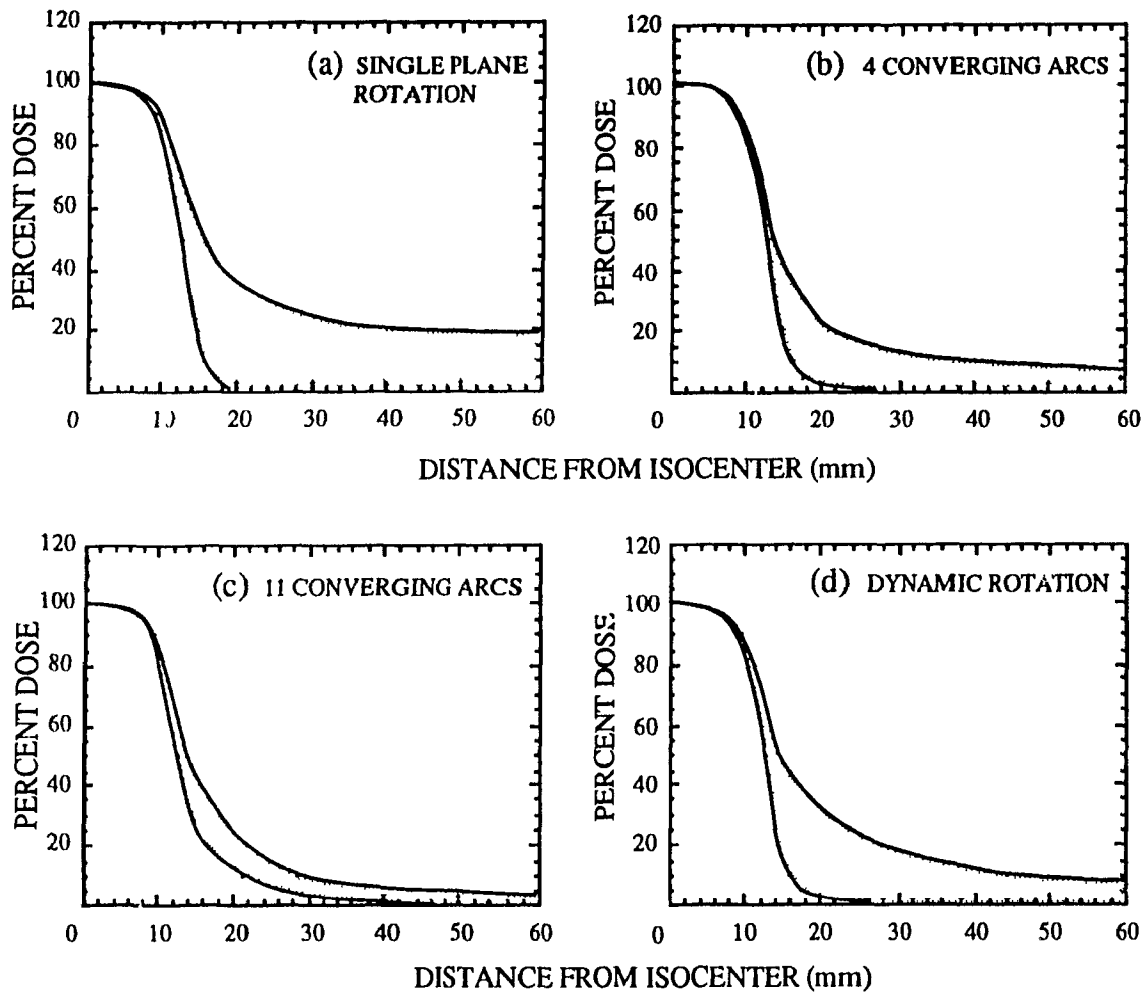 (a) SINGLE PLANE
ROTATION
PERCENT DOSE
120
100
80
60
40
20
0 20 30 40 50 60
(b) 4 CONVERGING ARCS
PERCENT DOSE
120
100
80
60
40
20
0 10 20 30 40 50 60
DISTANCE FROM ISOCENTER (mm)
(c) 11 CONVERGING ARCS
PERCENT DOSE
120
100
80
60
40
20
0 10 20 30 40 50 60
(d) DYNAMIC ROTATION
PERCENT DOSE
120
100
80
60
40
20
0 10 20 30 40 50 60
DISTANCE FROM ISOCENTER (mm)